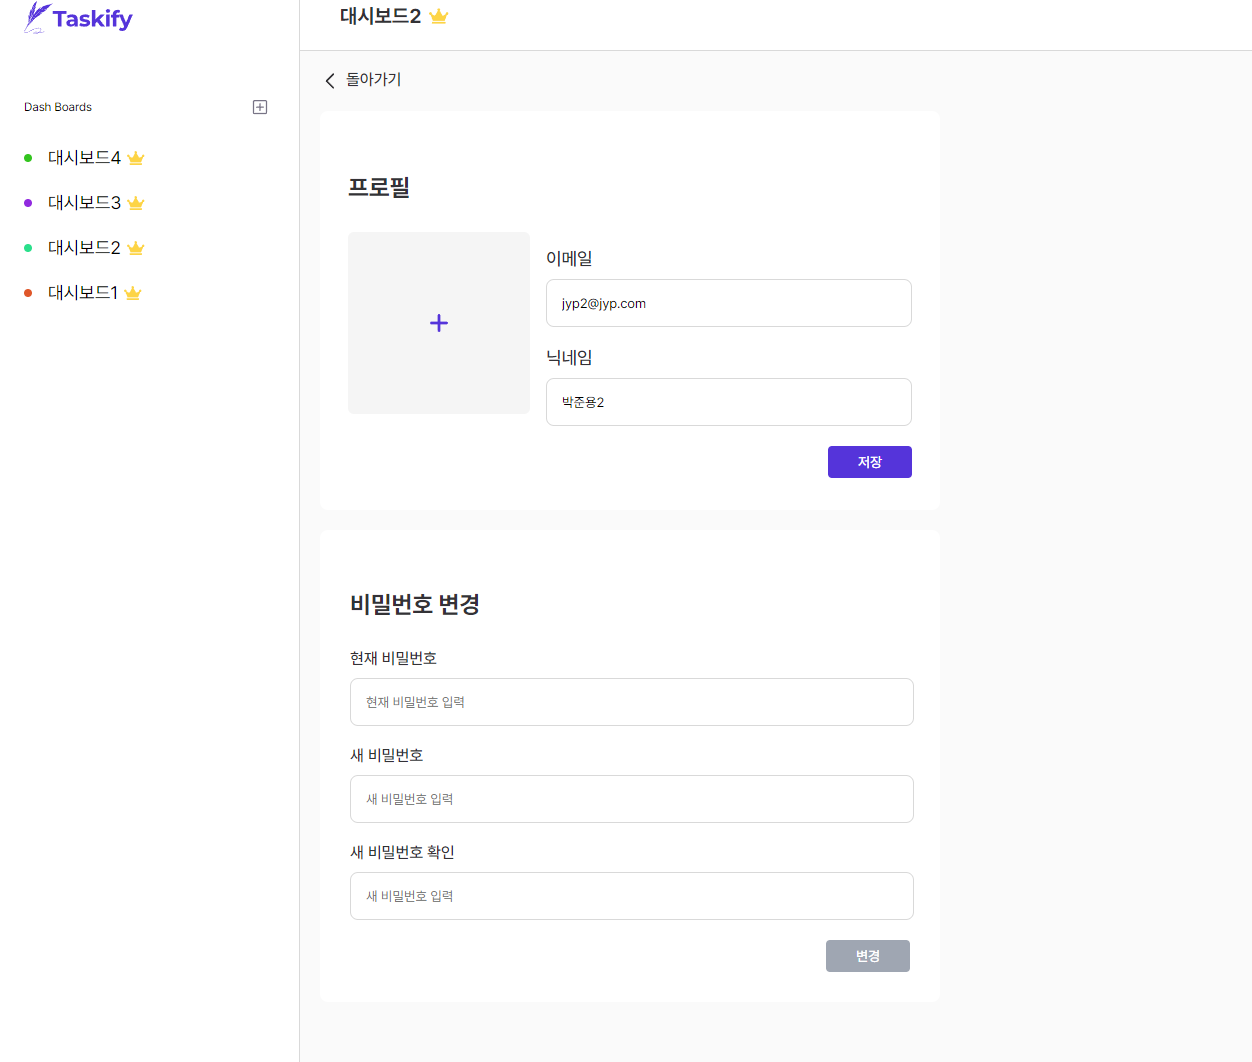 Taskify
Dash Boards
대시보드4
대시보드3
대시보드2
대시보드1
대시보드2
돌아가기
프로필
이메일
jyp2@jyp.com
닉네임
박준용2
저장
비밀번호 변경
현재 비밀번호
현재 비밀번호 입력
새 비밀번호
새 비밀번호 입력
새 비밀번호 확인
새 비밀번호 입력
변경